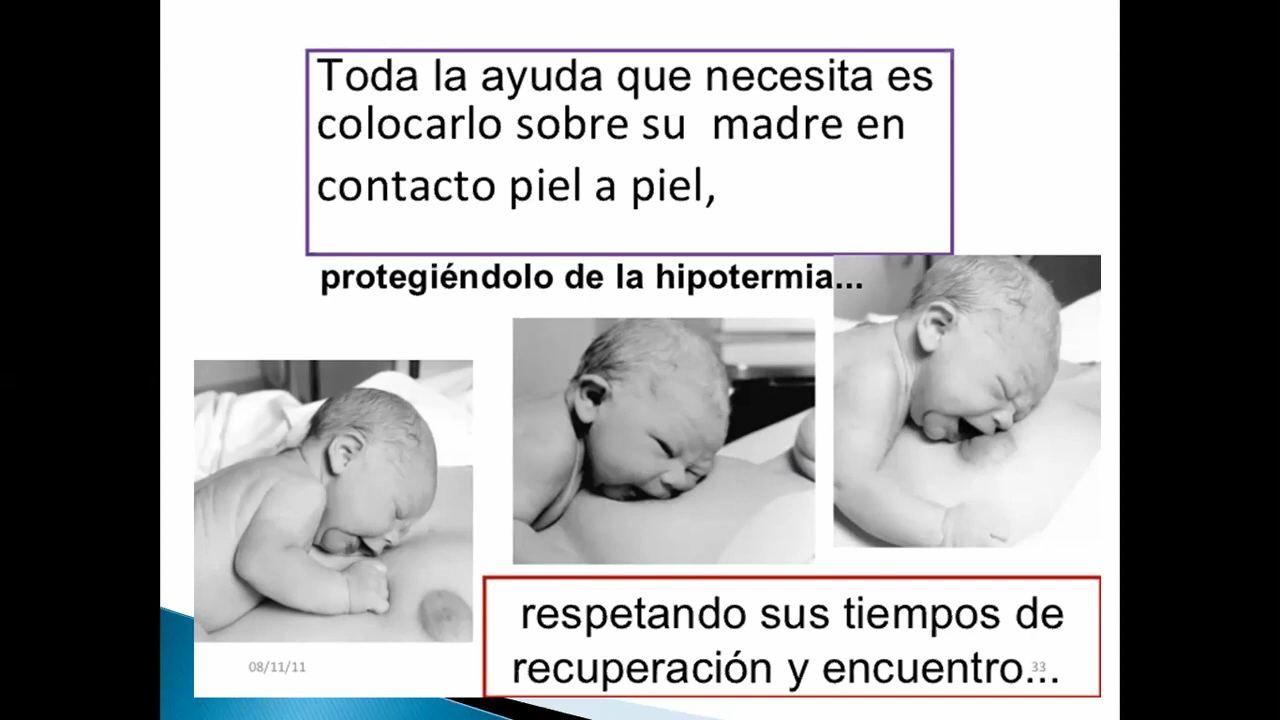 Toda la ayuda que necesita es
colocarlo sobre su madre en
contacto piel a piel,
protegiéndolo de la hipotermia...
respetando sus tiempos de
recuperación y encuentro...
08/11/11
33